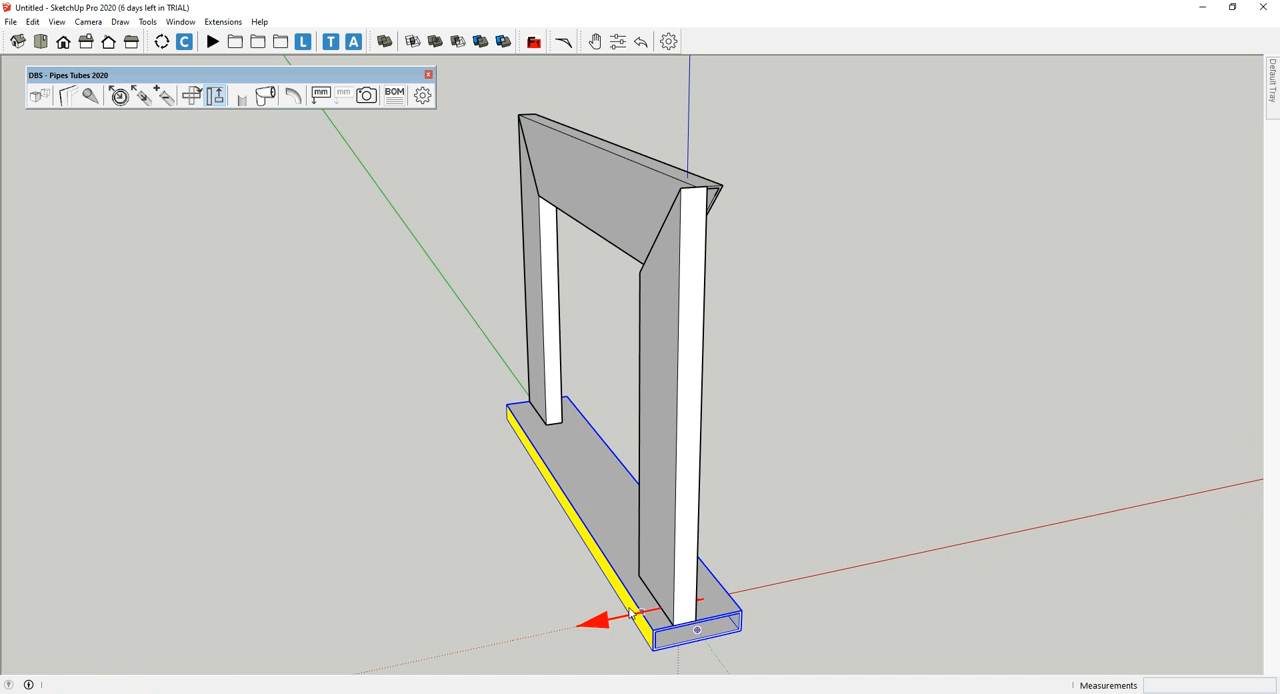 Untitled - SketchUp Pro 2020 (6 days left in TRIAL)
File Edit View Camera Draw Tools Window Extensions Help
C L T A
DBS - Pipes Tubes 2020
mm mm BOM
Default Tray
Measurements